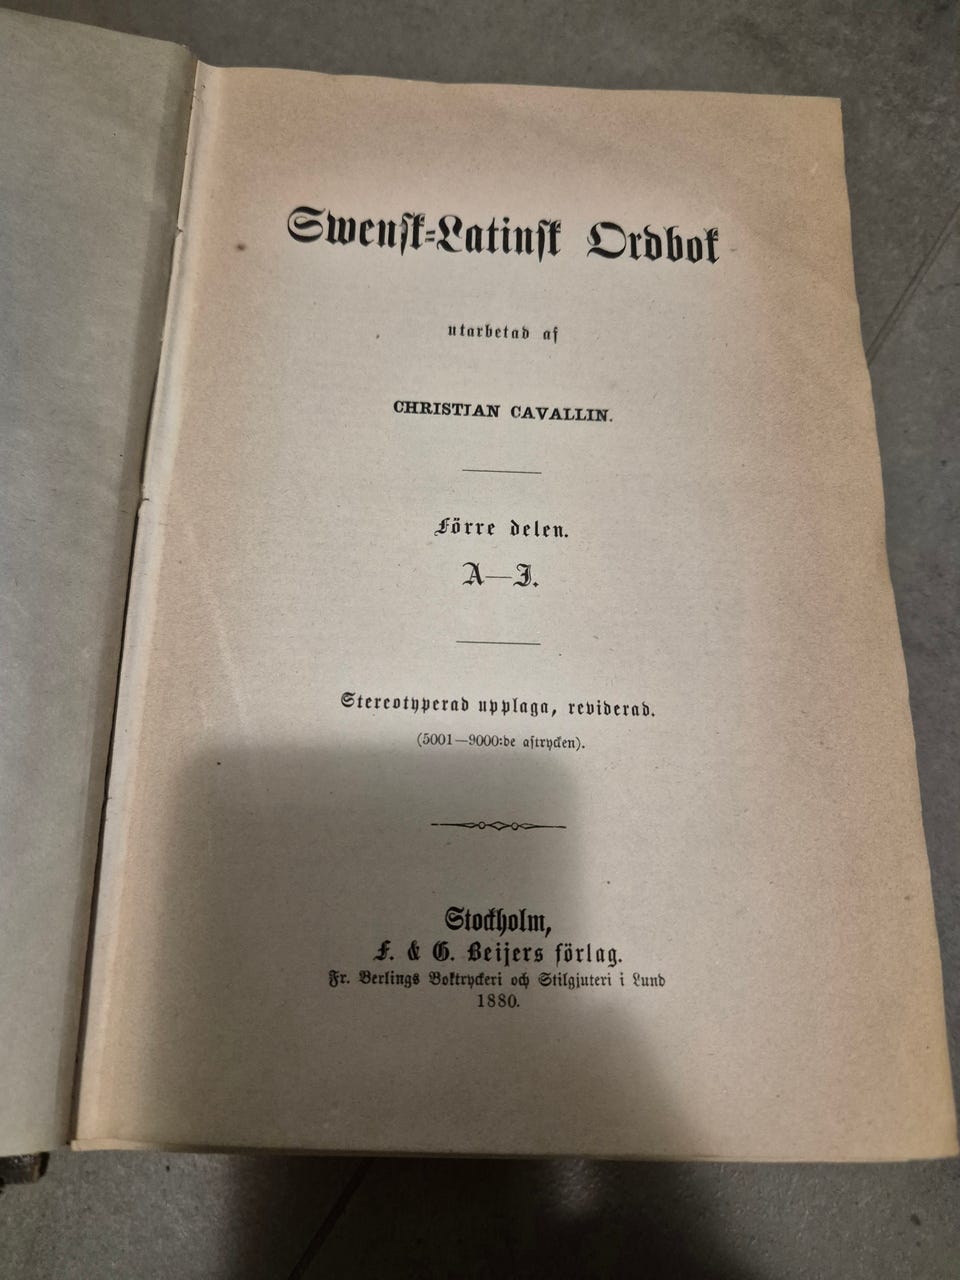 Swensk-Latinsk Ordbok
utarbetad af
CHRISTIAN CAVALLIN.
Förre delen.
A—I.
Stereotyperad upplaga, reviderad.
(5001—9000:de aftrycken).
Stockholm,
F. & G. Beijers förlag.
Fr. Berlings Boktryckeri och Stilgjuteri i Lund
1880.